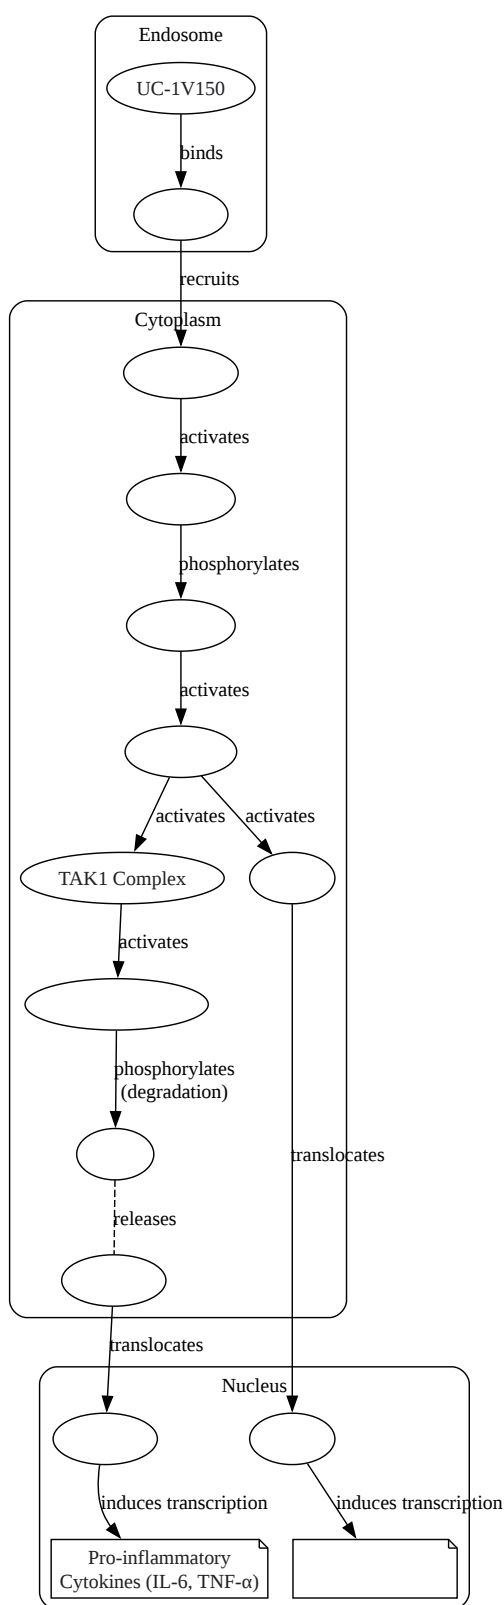 Endosome
UC-1V150
binds
recruits
Cytoplasm
activates
phosphorylates
activates
activates
activates
TAK1 Complex
activates
phosphorylates
(degradation)
translocates
releases
translocates
Nucleus
induces transcription
induces transcription
Pro-inflammatory
Cytokines (IL-6, TNF-α)